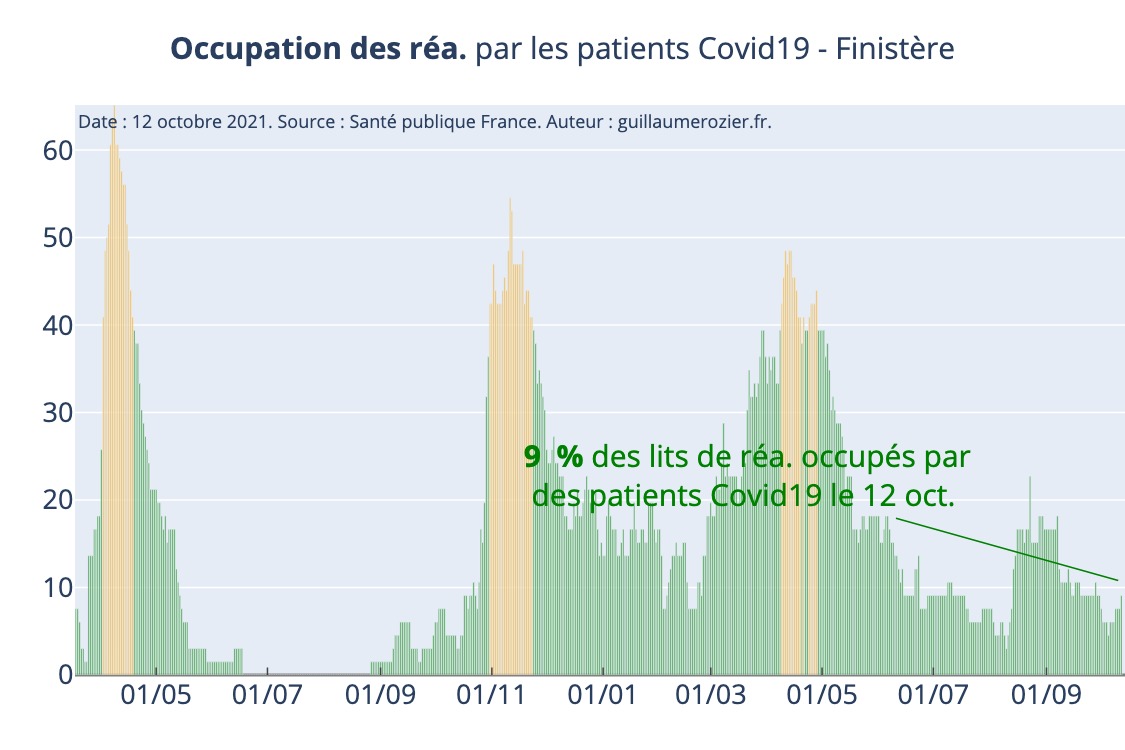 Occupation des réa. par les patients Covid19 - Finistère
Date : 12 octobre 2021. Source : Santé publique France. Auteur : guillaumerozier.fr.
60
50
40
30
9 % des lits de réa. occupés par
des patients Covid19 le 12 oct.
20
10
0
01/05 01/07 01/09 01/11 01/01 01/03 01/05 01/07 01/09